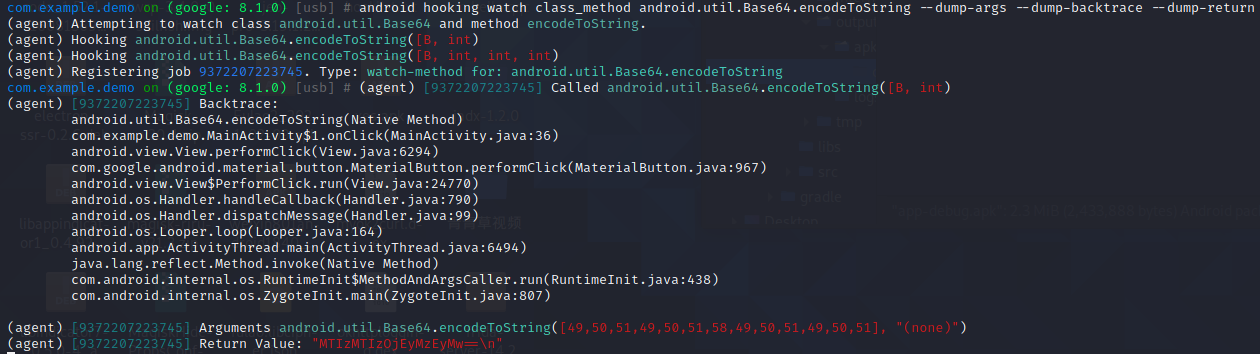 com.example.demo on (google: 8.1.0) [usb] # android hooking watch class_method android.util.Base64.encodeToString --dump-args --dump-backtrace --dump-return
(agent) Attempting to watch class android.util.Base64 and method encodeToString.
(agent) Hooking android.util.Base64.encodeToString([B, int)
(agent) Hooking android.util.Base64.encodeToString([B, int, int, int)
(agent) Registering job 9372207223745. Type: watch-method for: android.util.Base64.encodeToString
com.example.demo on (google: 8.1.0) [usb] # (agent) [9372207223745] Called android.util.Base64.encodeToString([B, int)
(agent) [9372207223745] Backtrace:
android.util.Base64.encodeToString(Native Method)
com.example.demo.MainActivity$1.onClick(MainActivity.java:36)
android.view.View.performClick(View.java:6294)
com.google.android.material.button.MaterialButton.performClick(MaterialButton.java:967)
android.view.View$PerformClick.run(View.java:24770)
android.os.Handler.handleCallback(Handler.java:790)
android.os.Handler.dispatchMessage(Handler.java:99)
android.os.Looper.loop(Looper.java:164)
android.app.ActivityThread.main(ActivityThread.java:6494)
java.lang.reflect.Method.invoke(Native Method)
com.android.internal.os.RuntimeInit$MethodAndArgsCaller.run(RuntimeInit.java:438)
com.android.internal.os.ZygoteInit.main(ZygoteInit.java:807)
(agent) [9372207223745] Arguments android.util.Base64.encodeToString([49,50,51,49,50,51,58,49,50,51,49,50,51], "(none)")
(agent) [9372207223745] Return Value: "MTIzMTIzOjEyMzEyMw==\n"
tmp
libs
src
gradle
Desktop